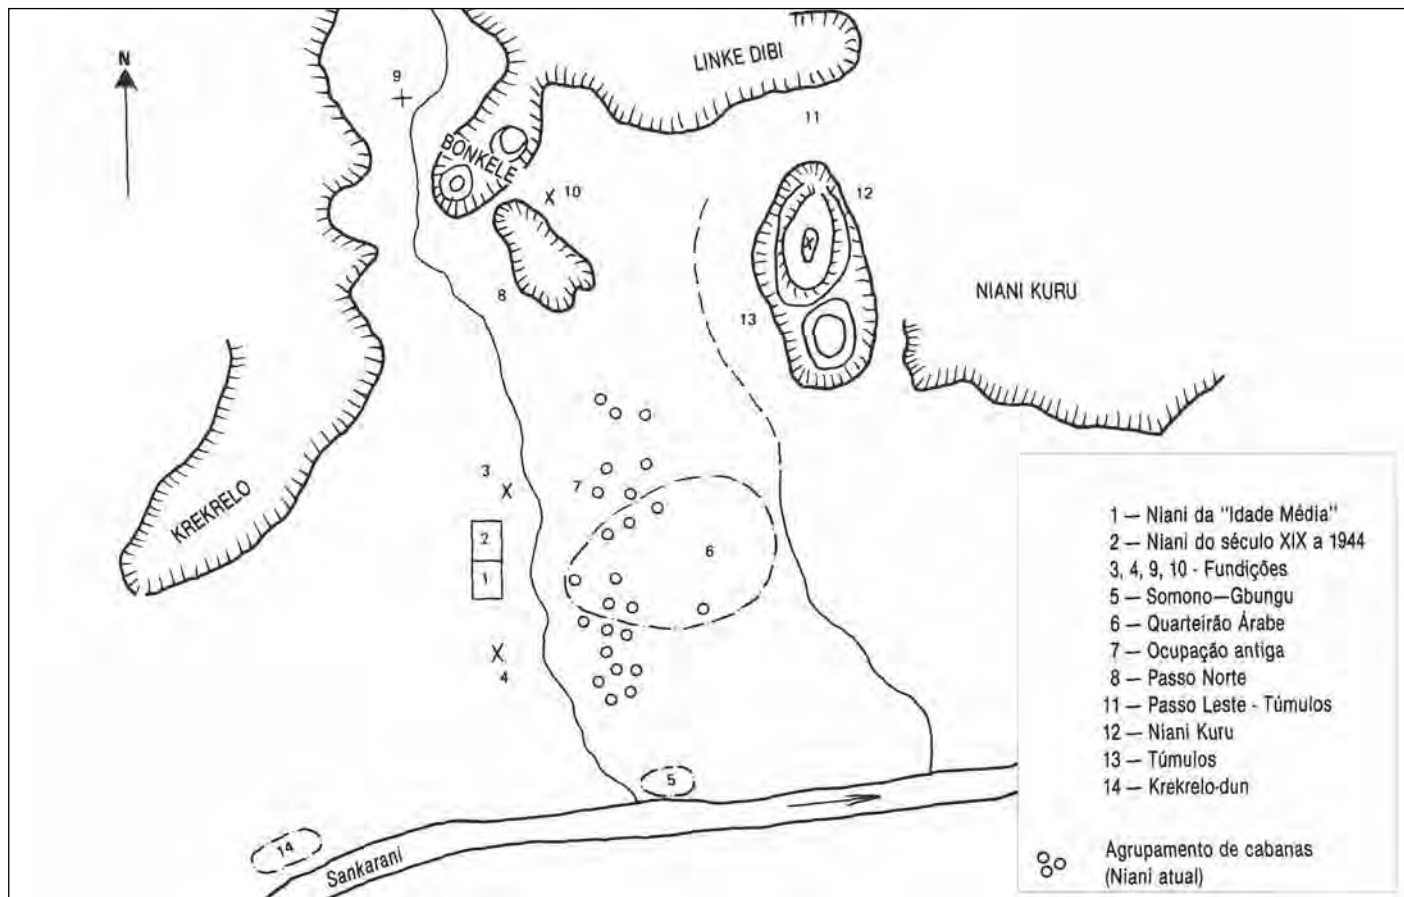 N
9
LINKE DIBI
11
BONKELE
10
12
8
13
NIANI KURU
3
7
KREKRELO
2
6
1
4
5
14
Sankarani
1 — Niani da "Idade Média"
2 — Niani do século XIX a 1944
3, 4, 9, 10 - Fundições
5 — Somono—Gbungu
6 — Quarteirão Árabe
7 — Ocupação antiga
8 — Passo Norte
11 — Passo Leste - Túmulos
12 — Niani Kuru
13 — Túmulos
14 — Krekrelo-dun
Agrupamento de cabanas
(Niani atual)